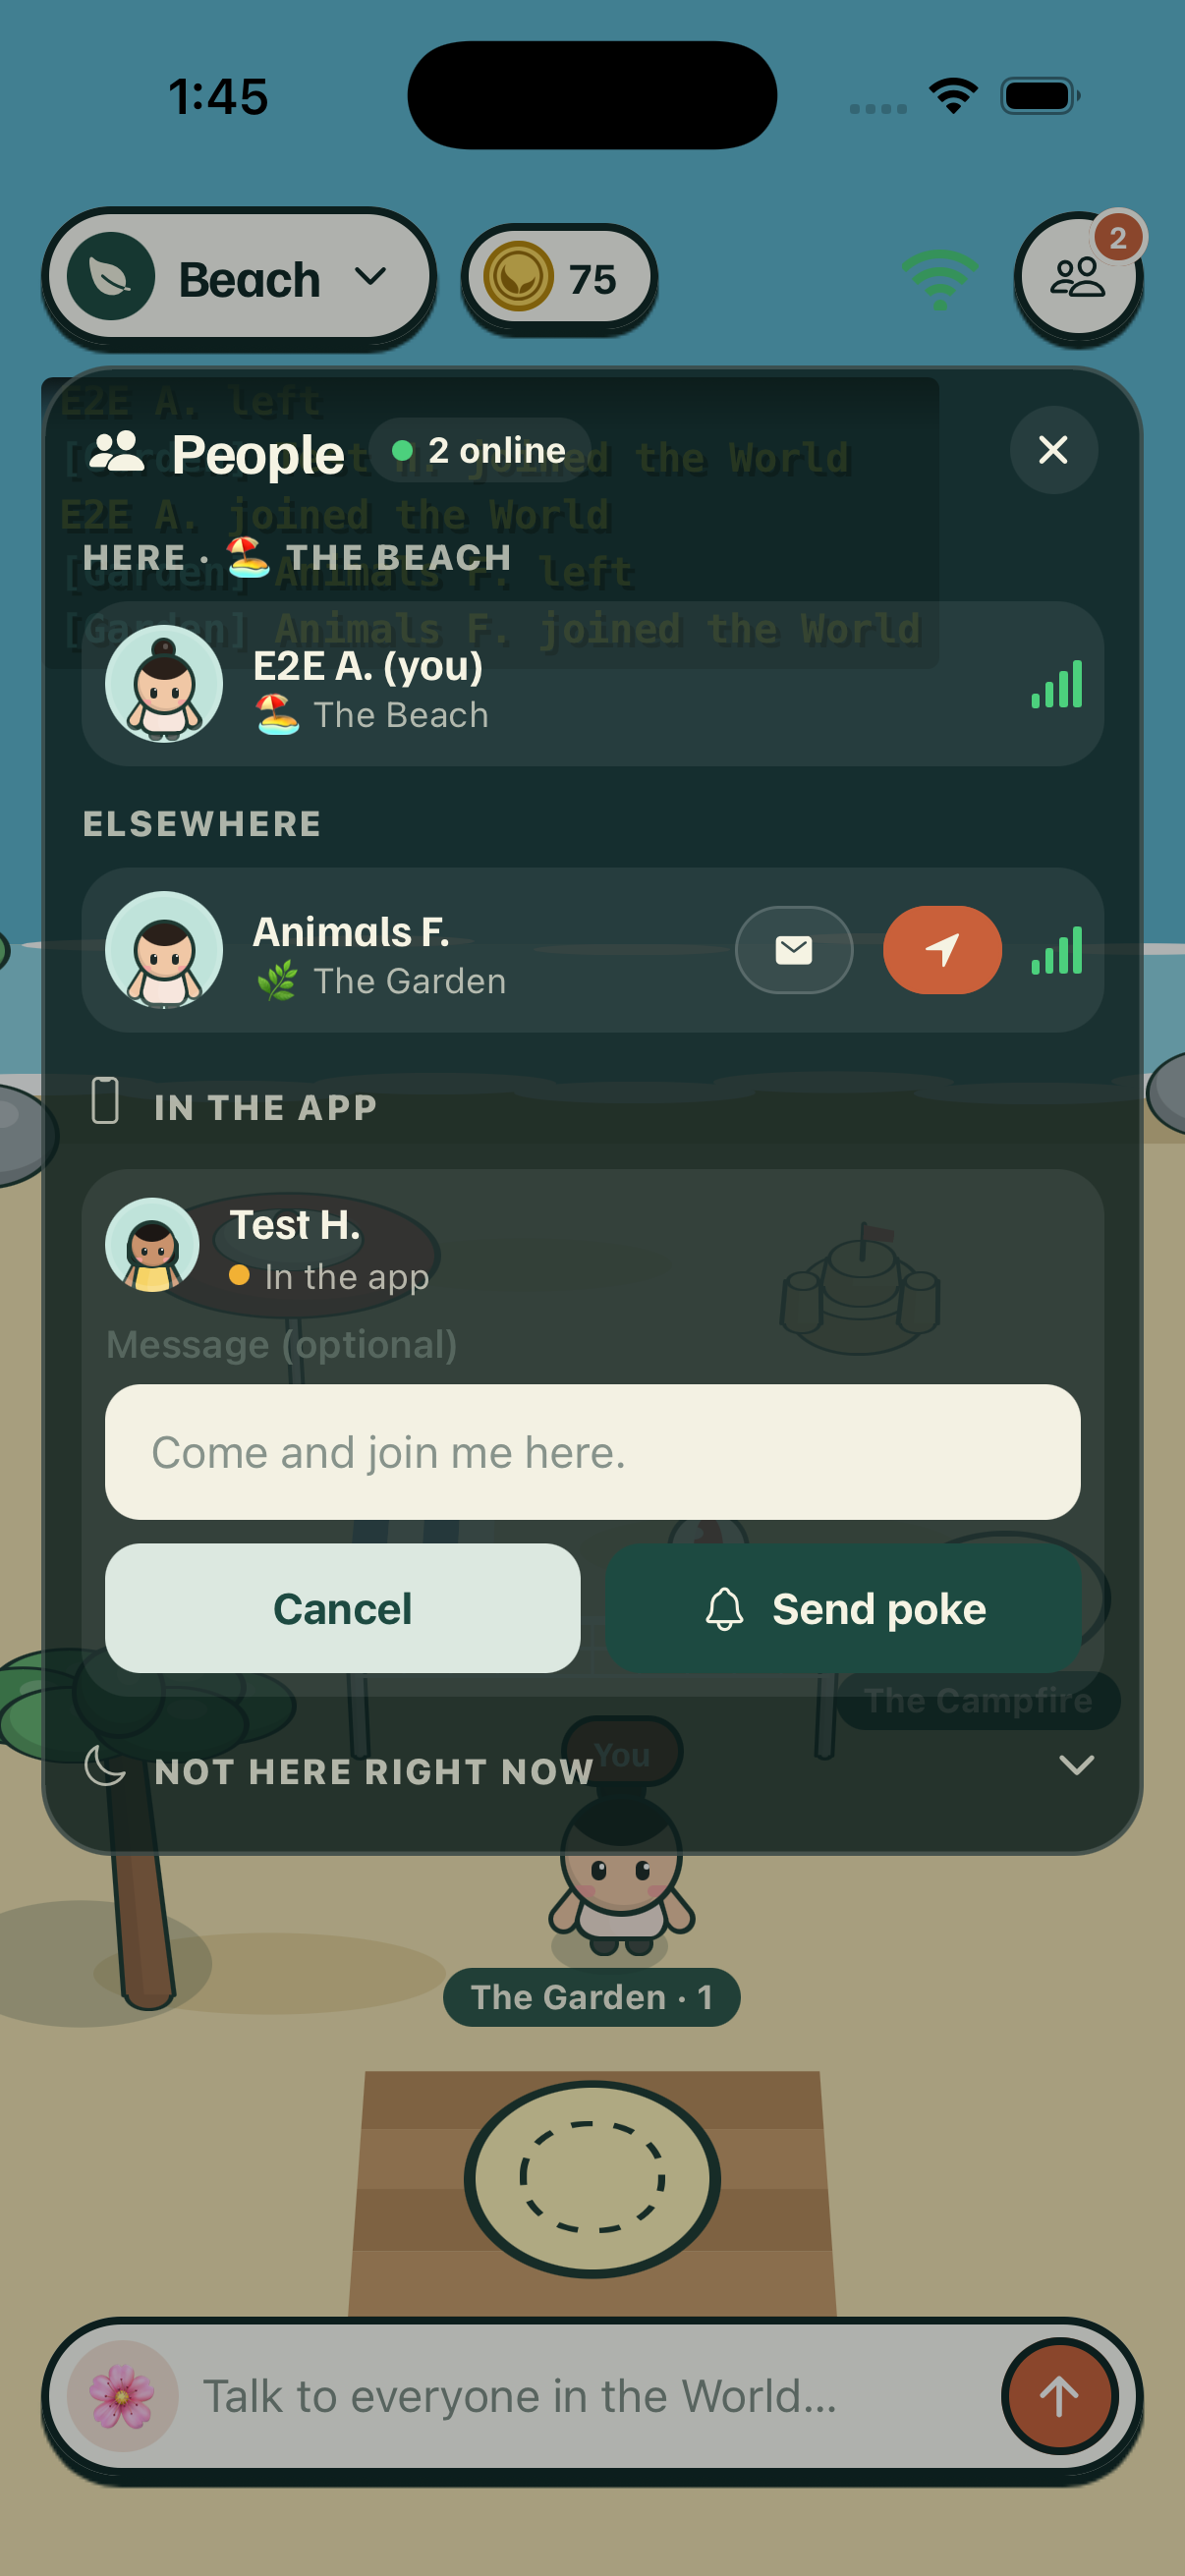 1:45
Beach
75
2
E2E A. left
People
2 online
joined the World
E2E A. joined the World
HERE · 🏖️ THE BEACH
[Garden] Animals F. left
[Garden] Animals F. joined the World
E2E A. (you)
🏖️ The Beach
ELSEWHERE
Animals F.
🌿 The Garden
IN THE APP
Test H.
In the app
Message (optional)
Come and join me here.
Cancel
Send poke
The Campfire
You
NOT HERE RIGHT NOW
The Garden · 1
Talk to everyone in the World...